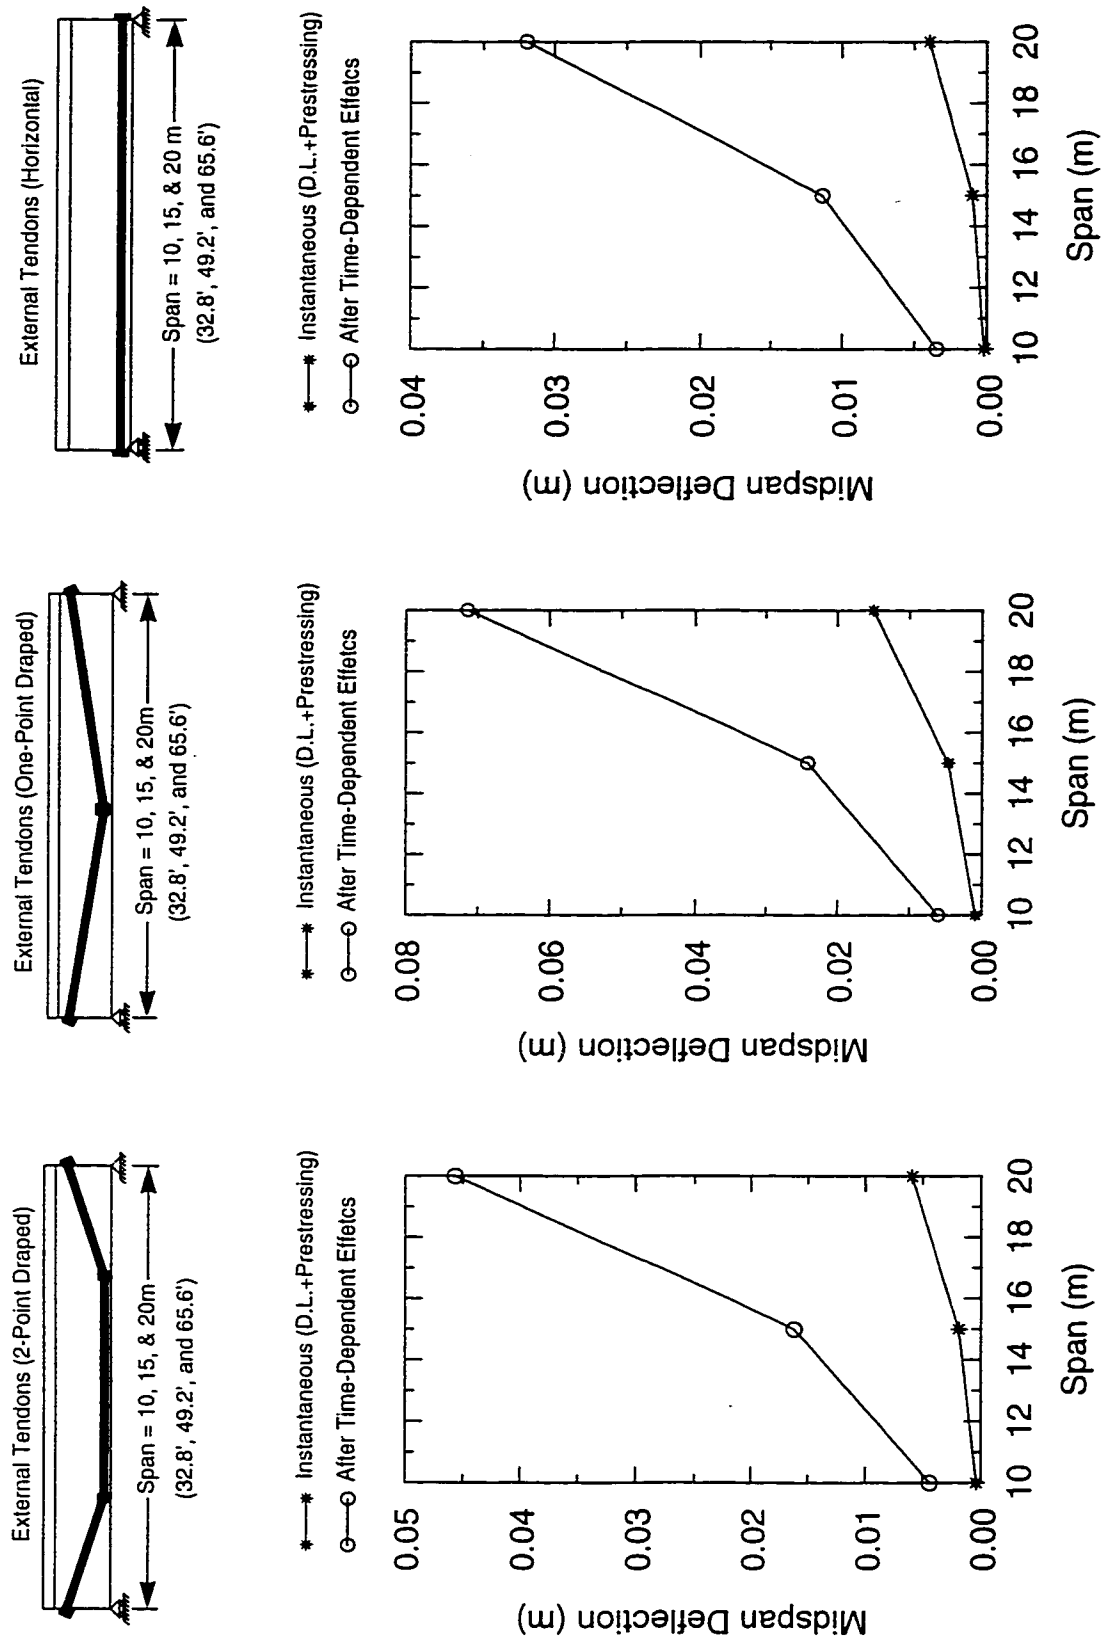 External Tendons (2-Point Draped)
Span = 10, 15, & 20m
(32.8', 49.2', and 65.6')
Instantaneous (D.L.+Prestressing)
After Time-Dependent Effetcs
0.05
0.04
0.03
0.02
0.01
0.00
Midspan Deflection (m)
10 12 14 16 18 20
Span (m)
External Tendons (One-Point Draped)
Span = 10, 15, & 20m
(32.8', 49.2', and 65.6')
Instantaneous (D.L.+Prestressing)
After Time-Dependent Effetcs
0.08
0.06
0.04
0.02
0.00
Midspan Deflection (m)
10 12 14 16 18 20
Span (m)
External Tendons (Horizontal)
Span = 10, 15, & 20 m
(32.8', 49.2', and 65.6')
Instantaneous (D.L.+Prestressing)
After Time-Dependent Effetcs
0.04
0.03
0.02
0.01
0.00
Midspan Deflection (m)
10 12 14 16 18 20
Span (m)